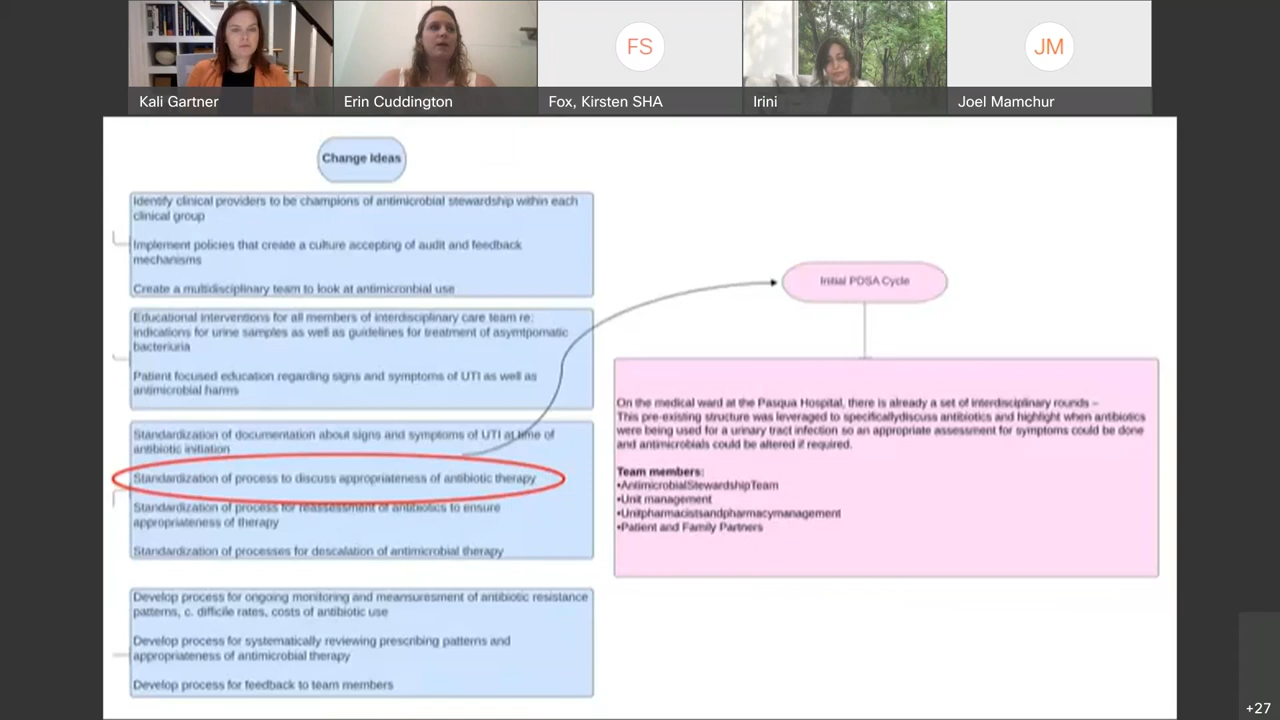 FS
JM
Kali Gartner
Erin Cuddington
Fox, Kirsten SHA
Irini
Joel Mamchur
Change Ideas
Identify clinical providers to be champions of antimicrobial stewardship within each
clinical group
Implement policies that create a culture accepting of audit and feedback
mechanisms
Create a multidisciplinary team to look at antimicronbial use
Educational interventions for all members of interdisciplinary care team re:
indications for urine samples as well as guidelines for treatment of asymtpomatic
bacteriuria
Patient focused education regarding signs and symptoms of UTI as well as
antimicrobial harms
Standardization of documentation about signs and symptoms of UTI at time of
antibiotic initiation
Standardization of process to discuss appropriateness of antibiotic therapy
Standardization of process for reassessment of antibiotics to ensure
appropriateness of therapy
Standardization of processes for descalation of antimicrobial therapy
Develop process for ongoing monitoring and meansuresment of antibiotic resistance
patterns, c. difficile rates, costs of antibiotic use
Develop process for systematically reviewing prescribing patterns and
appropriateness of antimicrobial therapy
Develop process for feedback to team members
Initial PDSA Cycle
On the medical ward at the Pasqua Hospital, there is already a set of interdisciplinary rounds –
This pre-existing structure was leveraged to specificallydiscuss antibiotics and highlight when antibiotics
were being used for a urinary tract infection so an appropriate assessment for symptoms could be done
and antimicrobials could be altered if required.
Team members:
•AntimicrobialStewardshipTeam
•Unit management
•Unitpharmacistsandpharmacymanagement
•Patient and Family Partners
+27